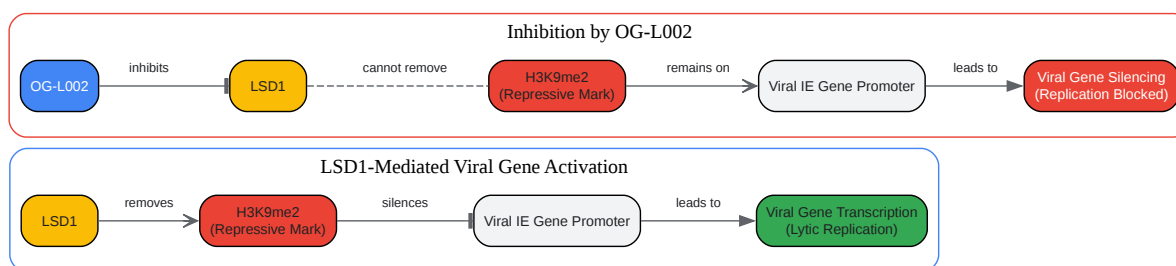 Inhibition by OG-L002
OG-L002
inhibits
LSD1
cannot remove
H3K9me2
(Repressive Mark)
remains on
Viral IE Gene Promoter
leads to
Viral Gene Silencing
(Replication Blocked)
LSD1-Mediated Viral Gene Activation
LSD1
removes
H3K9me2
(Repressive Mark)
silences
Viral IE Gene Promoter
leads to
Viral Gene Transcription
(Lytic Replication)